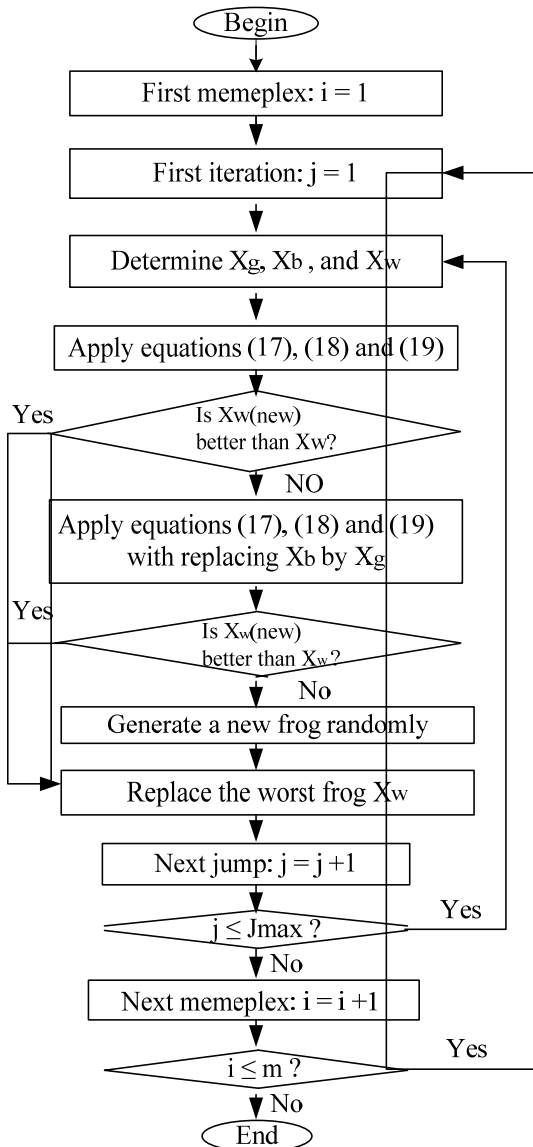 Begin
First memeplex: i = 1
First iteration: j = 1
Determine Xg, Xb , and Xw
Apply equations (17), (18) and (19)
Yes
Is Xw(new)
better than Xw?
NO
Apply equations (17), (18) and (19)
with replacing Xb by Xg
Yes
Is Xw(new)
better than Xw?
No
Generate a new frog randomly
Replace the worst frog Xw
Next jump: j = j +1
j ≤ Jmax ?
Yes
No
Next memeplex: i = i +1
i ≤ m ?
Yes
No
End